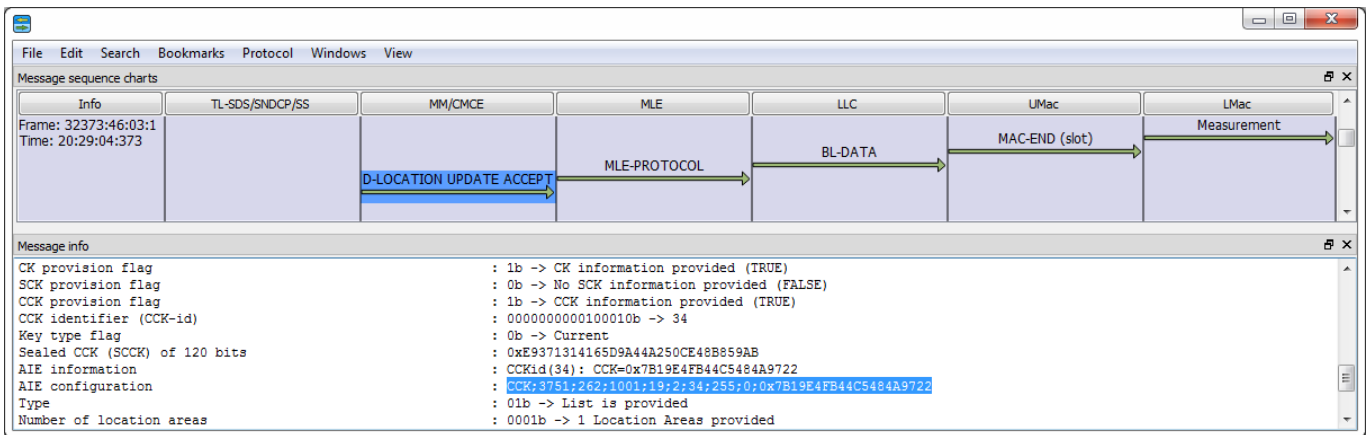 File Edit Search Bookmarks Protocol Windows View
Message sequence charts
Info TL-SDS/SNDCP/SS MM/CMCE MLE LLC UMac LMac
Frame: 32373:46:03:1
Time: 20:29:04:373
Measurement
MAC-END (slot)
BL-DATA
MLE-PROTOCOL
D-LOCATION UPDATE ACCEPT
Message info
CK provision flag : 1b -> CK information provided (TRUE)
SCK provision flag : 0b -> No SCK information provided (FALSE)
CCK provision flag : 1b -> CCK information provided (TRUE)
CCK identifier (CCK-id) : 0000000000100010b -> 34
Key type flag : 0b -> Current
Sealed CCK (SCCK) of 120 bits : 0xE9371314165D9A44A250CE48B859AB
AIE information : CCKid(34): CCK=0x7B19E4FB44C5484A9722
AIE configuration : CCK;3751;262;1001;19;2;34;255;0;0x7B19E4FB44C5484A9722
Type : 01b -> List is provided
Number of location areas : 0001b -> 1 Location Areas provided